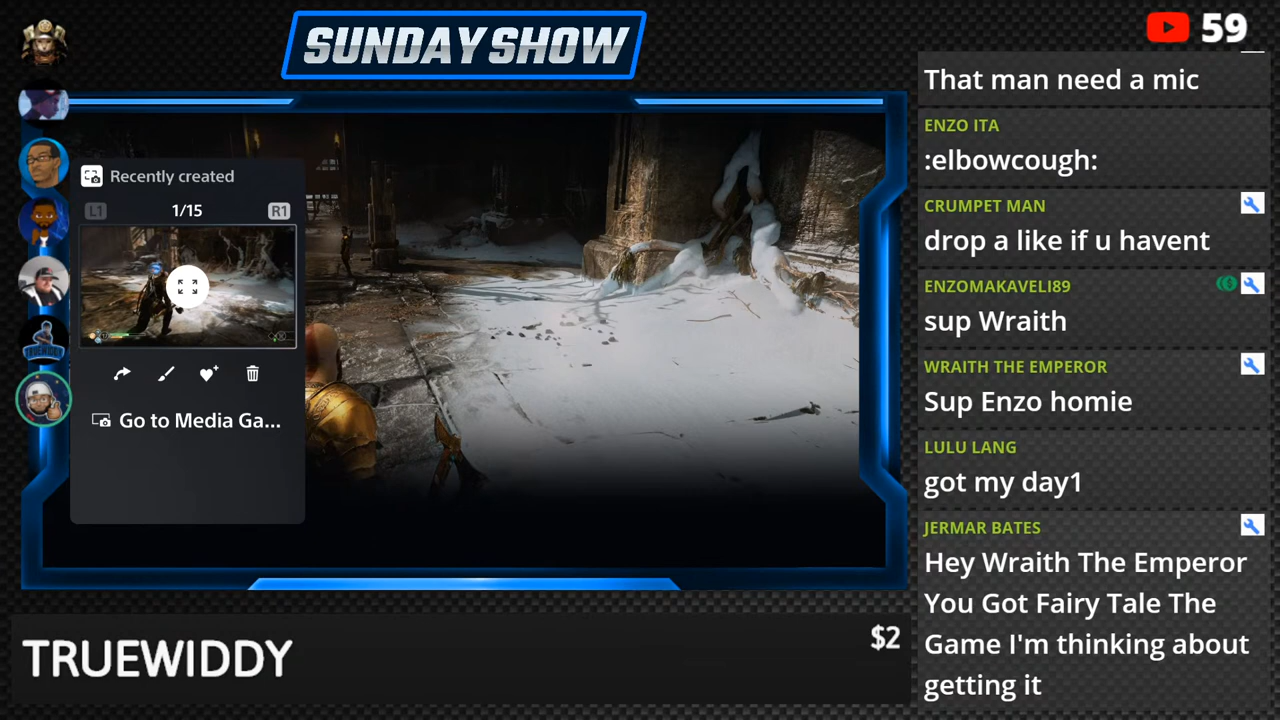 SUNDAY SHOW
59
Recently created
L1
1/15
R1
Go to Media Ga...
TRUEWIDDY
$2
That man need a mic
ENZO ITA
:elbowcough:
CRUMPET MAN
drop a like if u havent
ENZOMAKAVELI89
sup Wraith
WRAITH THE EMPEROR
Sup Enzo homie
LULU LANG
got my day1
JERMAR BATES
Hey Wraith The Emperor
You Got Fairy Tale The
Game I'm thinking about
getting it